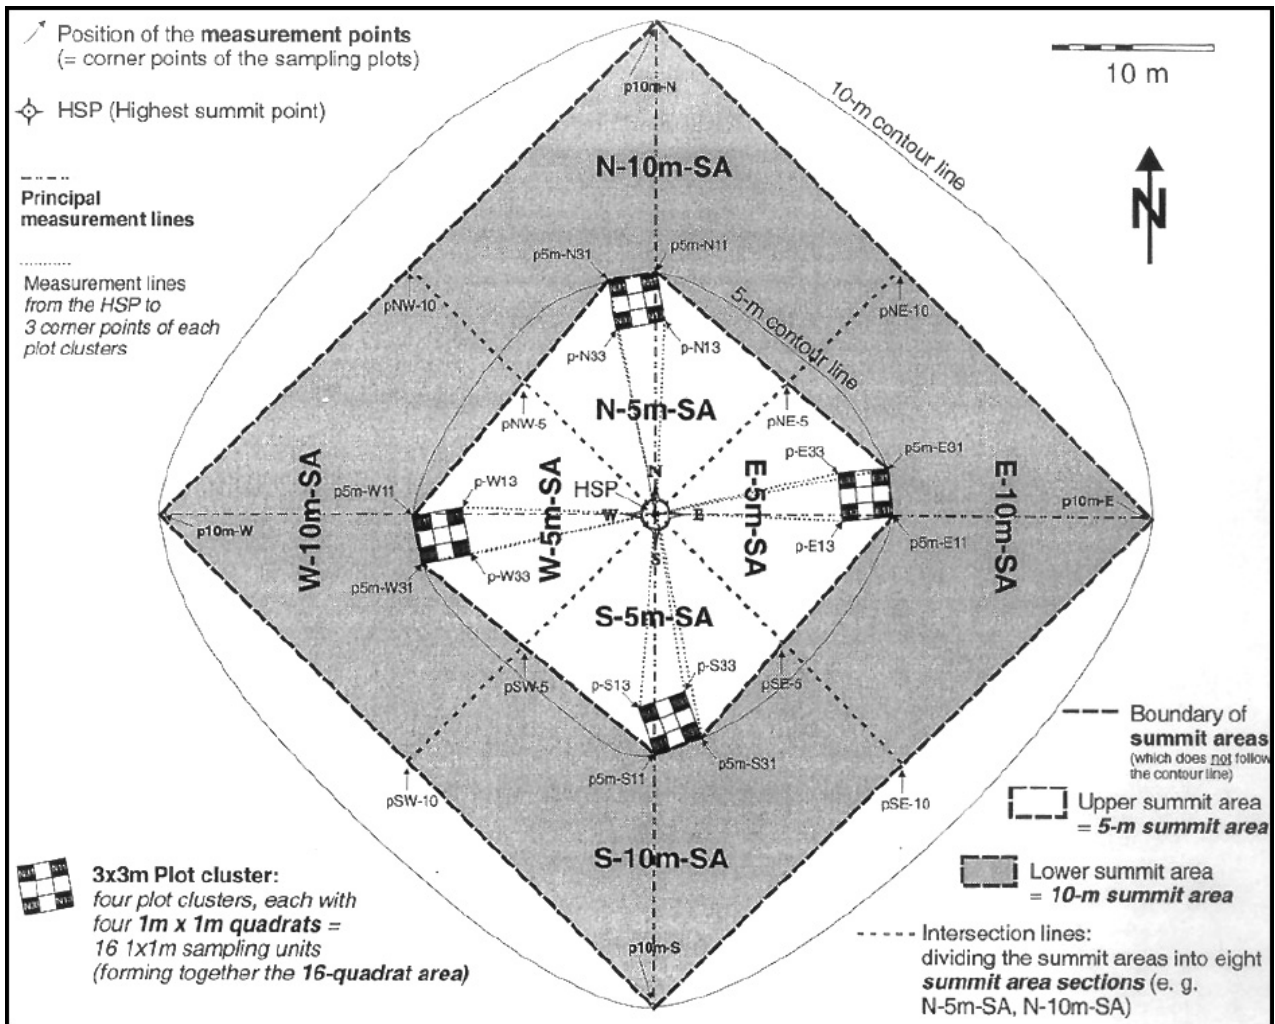 Position of the measurement points
(= corner points of the sampling plots)
HSP (Highest summit point)
Principal
measurement lines
Measurement lines
from the HSP to
3 corner points of each
plot clusters
10 m
N
10-m contour line
5-m contour line
p10m-N
N-10m-SA
p5m-N31
p5m-N11
pNW-10
pNE-10
p-N33
p-N13
N-5m-SA
pNW-5
pNE-5
p-E33
p5m-E31
p5m-W11
p-W13
HSP
N
W
E
S
W-10m-SA
W-5m-SA
E-5m-SA
E-10m-SA
p10m-W
p10m-E
p-E13
p5m-E11
p-W33
p5m-W31
S-5m-SA
p-S33
p-S13
pSW-5
pSE-5
p5m-S11
p5m-S31
pSW-10
pSE-10
S-10m-SA
p10m-S
Boundary of
summit areas
(which does not follow
the contour line)
Upper summit area
= 5-m summit area
Lower summit area
= 10-m summit area
Intersection lines:
dividing the summit areas into eight
summit area sections (e. g.
N-5m-SA, N-10m-SA)
3x3m Plot cluster:
four plot clusters, each with
four 1m x 1m quadrats =
16 1x1m sampling units
(forming together the 16-quadrat area)